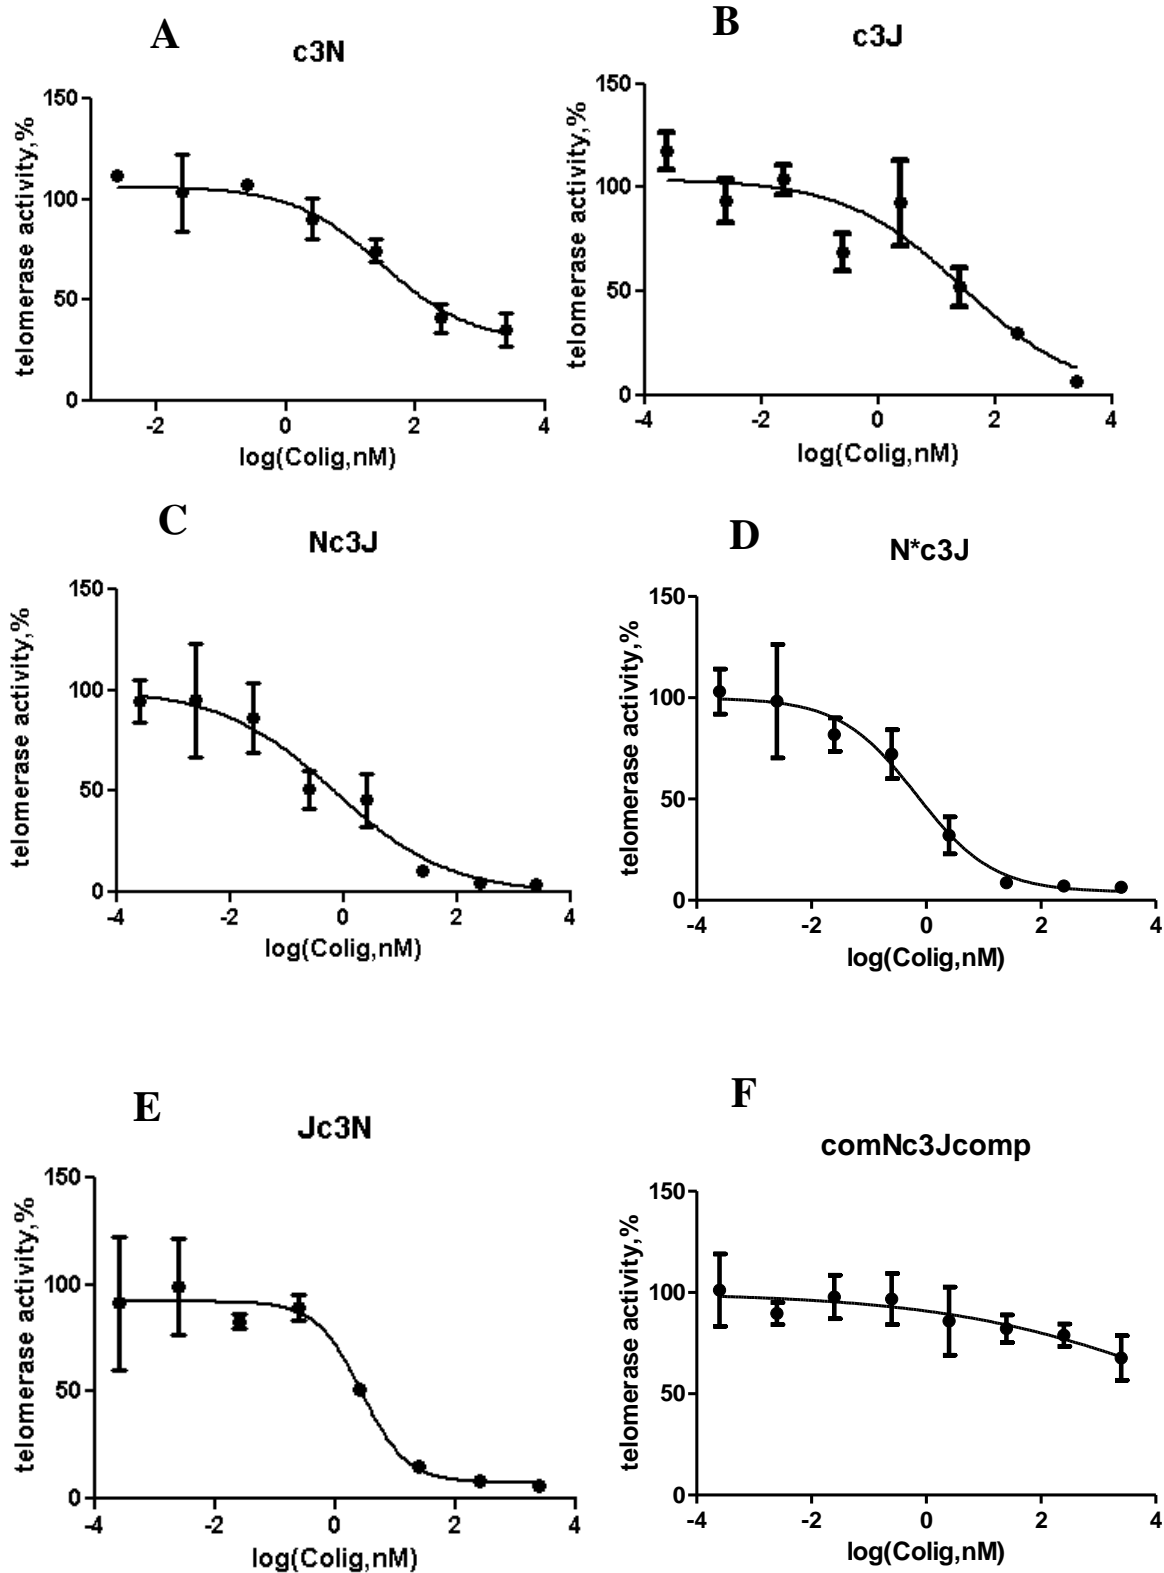 A
c3N
150
100
50
0
telomerase activity,%
-2
0
2
4
log(Colig,nM)
B
c3J
150
100
50
0
telomerase activity,%
-4
-2
0
2
4
log(Colig,nM)
C
Nc3J
150
100
50
0
telomerase activity,%
-4
-2
0
2
4
log(Colig,nM)
D
N*c3J
150
100
50
0
telomerase activity,%
-4
-2
0
2
4
log(Colig,nM)
E
Jc3N
150
100
50
0
telomerase activity,%
-4
-2
0
2
4
log(Colig,nM)
F
comNc3Jcomp
150
100
50
0
telomerase activity,%
-4
-2
0
2
4
log(Colig,nM)